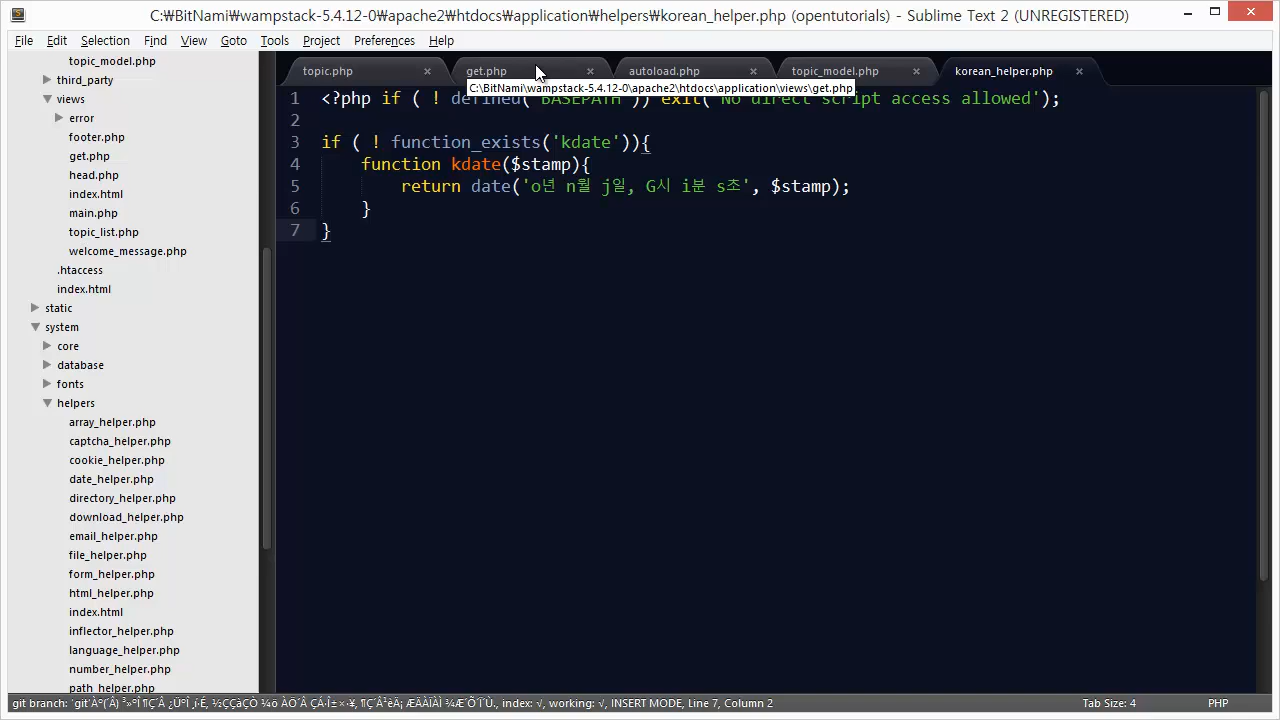 C:₩BitNami₩wampstack-5.4.12-0₩apache2₩htdocs₩application₩helpers₩korean_helper.php (opentutorials) - Sublime Text 2 (UNREGISTERED)
File Edit Selection Find View Goto Tools Project Preferences Help
topic_model.php
third_party
views
error
footer.php
get.php
head.php
index.html
main.php
topic_list.php
welcome_message.php
.htaccess
index.html
static
system
core
database
fonts
helpers
array_helper.php
captcha_helper.php
cookie_helper.php
date_helper.php
directory_helper.php
download_helper.php
email_helper.php
file_helper.php
form_helper.php
html_helper.php
index.html
inflector_helper.php
language_helper.php
number_helper.php
path_helper.php
topic.php × get.php × autoload.php × topic_model.php × korean_helper.php ×
C:\BitNami\wampstack-5.4.12-0\apache2\htdocs\application\views\get.php
1 <?php if ( ! defined('BASEPATH')) exit('No direct script access allowed');
2
3 if ( ! function_exists('kdate')){
4 function kdate($stamp){
5 return date('o년 n월 j일, G시 i분 s초', $stamp);
6 }
7 }
git branch: index: √, working: √, INSERT MODE, Line 7, Column 2
Tab Size: 4 PHP